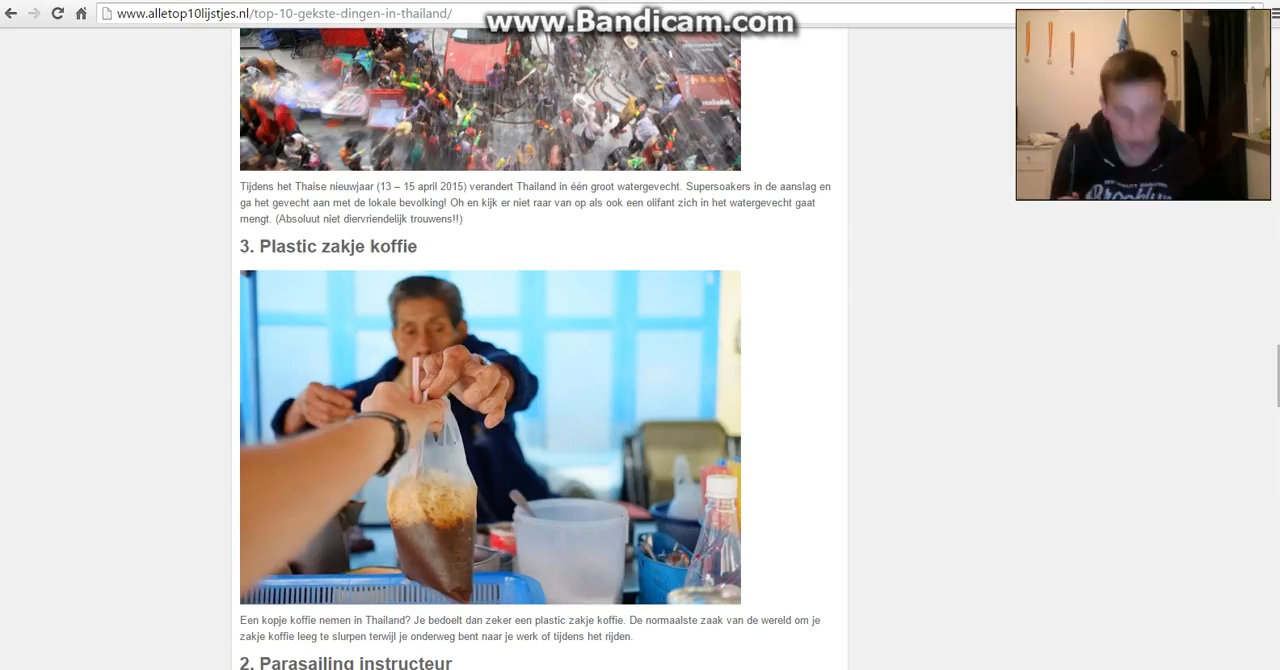 www.alletop10lijstjes.nl/top-10-gekste-dingen-in-thailand/
www.Bandicam.com
Brooklyn
Tijdens het Thaise nieuwjaar (13 – 15 april 2015) verandert Thailand in één groot watergevecht. Supersoakers in de aanslag en
ga het gevecht aan met de lokale bevolking! Oh en kijk er niet raar van op als ook een olifant zich in het watergevecht gaat
mengt. (Absoluut niet diervriendelijk trouwens!!)
3. Plastic zakje koffie
Een kopje koffie nemen in Thailand? Je bedoelt dan zeker een plastic zakje koffie. De normaalste zaak van de wereld om je
zakje koffie leeg te slurpen terwijl je onderweg bent naar je werk of tijdens het rijden.
2. Parasailing instructeur